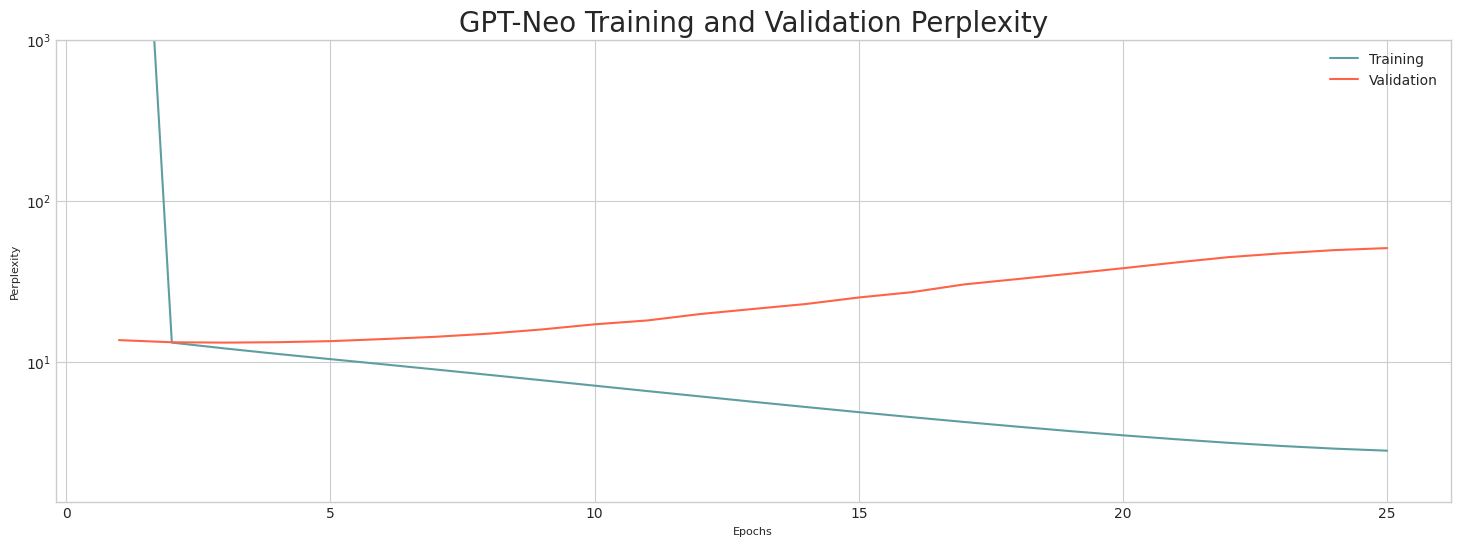 GPT-Neo Training and Validation Perplexity
10³
Training
Validation
10²
Perplexity
10¹
0 5 10 15 20 25
Epochs